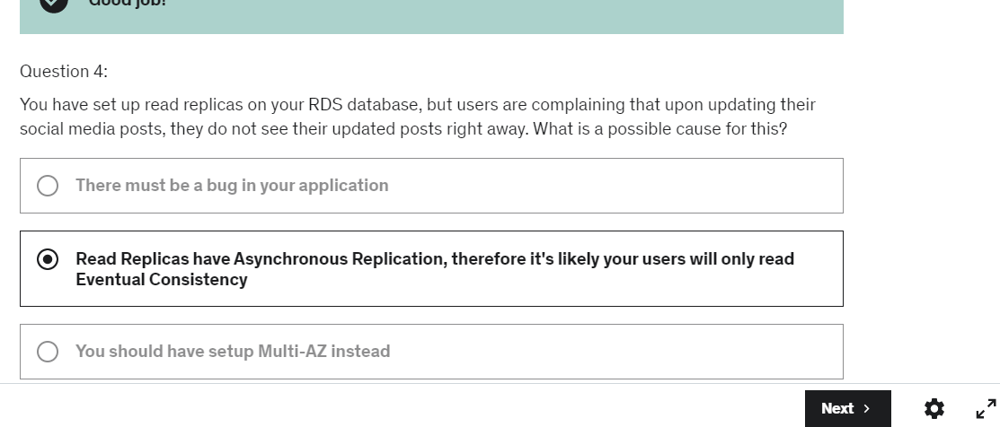 Good job!
Question 4:
You have set up read replicas on your RDS database, but users are complaining that upon updating their
social media posts, they do not see their updated posts right away. What is a possible cause for this?
There must be a bug in your application
Read Replicas have Asynchronous Replication, therefore it's likely your users will only read
Eventual Consistency
You should have setup Multi-AZ instead
Next